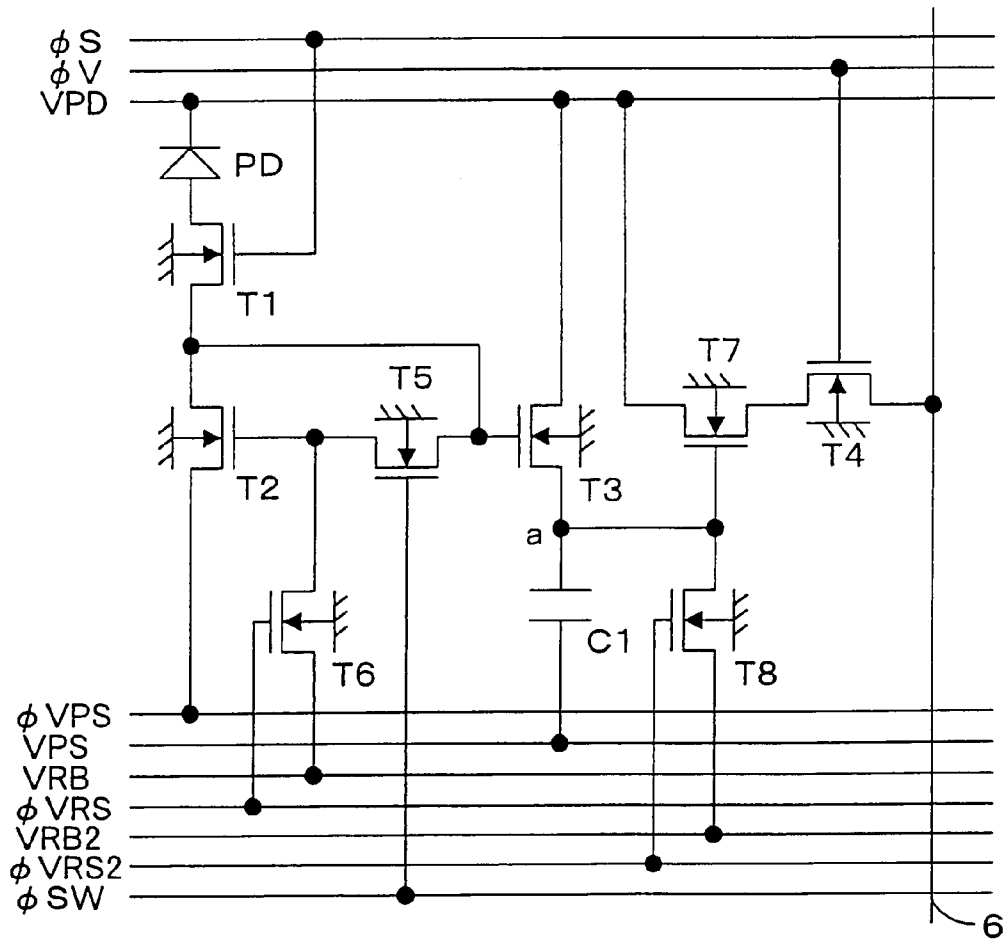 φS
φV
VPD
PD
T1
T7
T5
T4
T2
T3
a
C1
T6
T8
φVPS
VPS
VRB
φVRS
VRB2
φVRS2
φSW
6